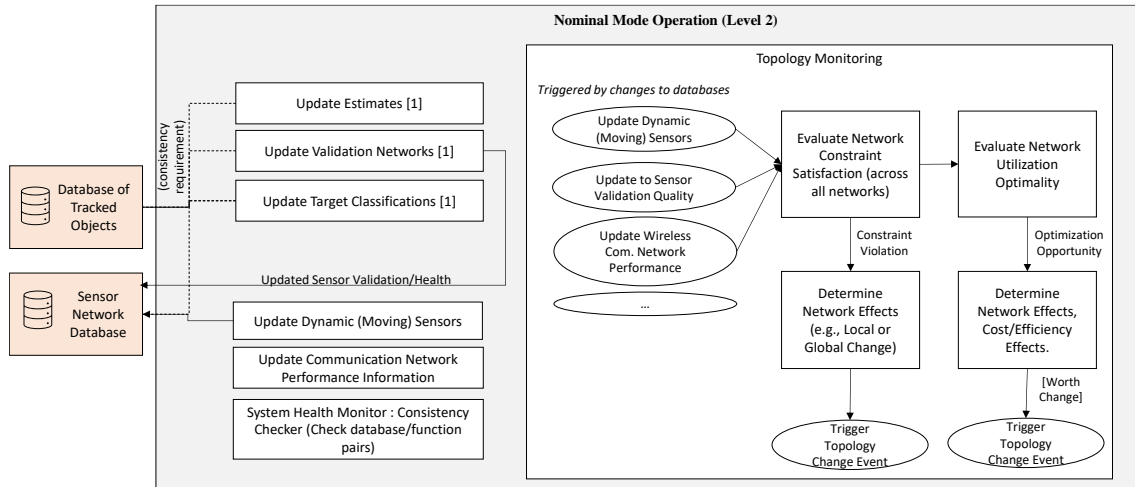 Nominal Mode Operation (Level 2)
Database of
Tracked
Objects
Sensor
Network
Database
(consistency
requirement)
Update Estimates [1]
Update Validation Networks [1]
Update Target Classifications [1]
Updated Sensor Validation/Health
Update Dynamic (Moving) Sensors
Update Communication Network
Performance Information
System Health Monitor : Consistency
Checker (Check database/function
pairs)
Topology Monitoring
Triggered by changes to databases
Update Dynamic
(Moving) Sensors
Update to Sensor
Validation Quality
Update Wireless
Com. Network
Performance
...
Evaluate Network
Constraint
Satisfaction (across
all networks)
Evaluate Network
Utilization
Optimality
Constraint
Violation
Optimization
Opportunity
Determine
Network Effects
(e.g., Local or
Global Change)
Determine
Network Effects,
Cost/Efficiency
Effects.
[Worth
Change]
Trigger
Topology
Change Event
Trigger
Topology
Change Event